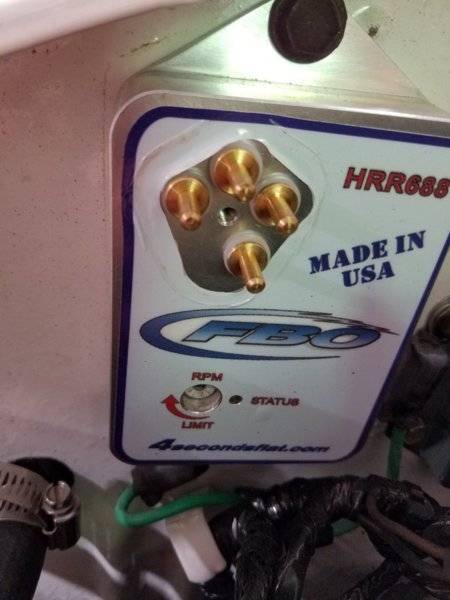 HRR688
MADE IN
USA
FBO
RPM
STATUS
LIMIT
4secondsflat.com